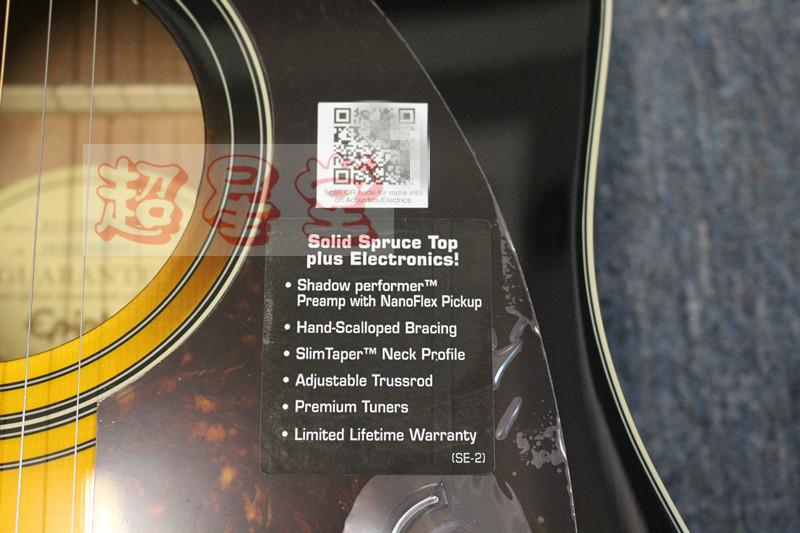 Scan QR code for more info
on Acoustic/Electrics
超星堂
Solid Spruce Top
plus Electronics!
• Shadow performer™
Preamp with NanoFlex Pickup
• Hand-Scalloped Bracing
• SlimTaper™ Neck Profile
• Adjustable Trussrod
• Premium Tuners
• Limited Lifetime Warranty
(SE-2)